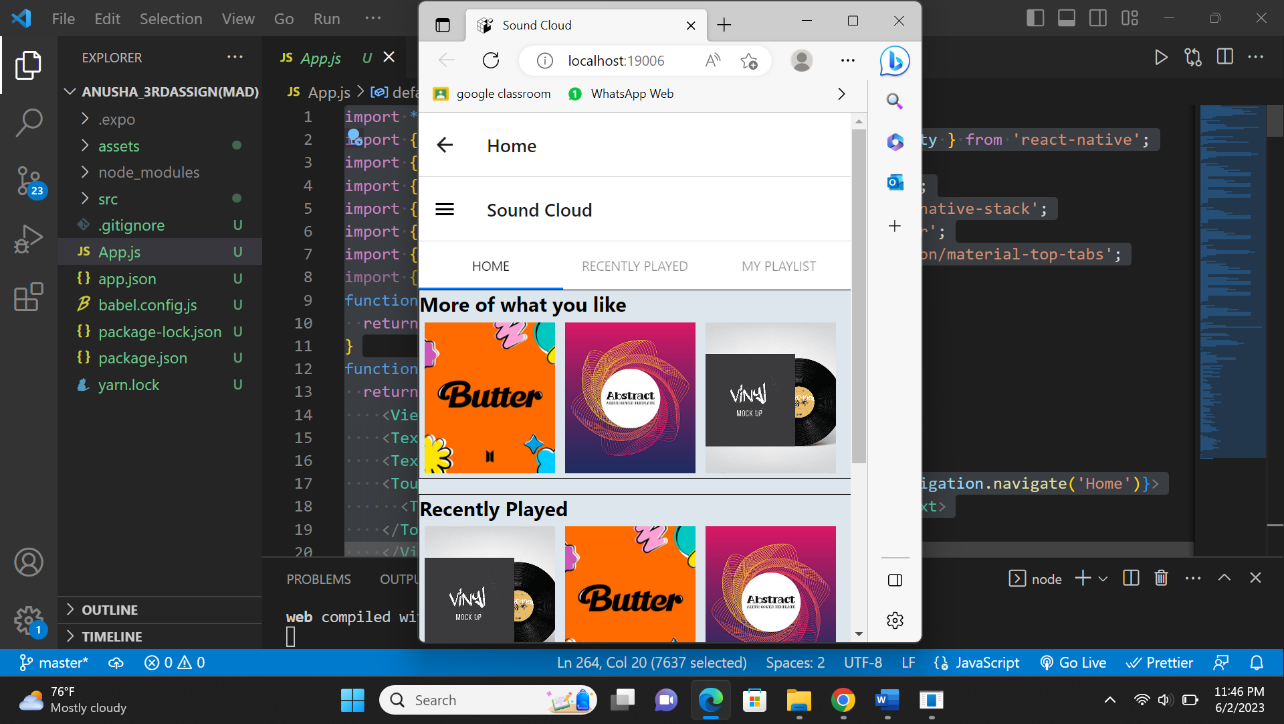 File Edit Selection View Go Run ...
EXPLORER ...
ANUSHA_3RDASSIGN(MAD)
.expo
assets
node_modules
src
.gitignore U
JS App.js U
{} app.json U
babel.config.js U
{} package-lock.json U
{} package.json U
yarn.lock U
OUTLINE
TIMELINE
JS App.js U
JS App.js > defa
1 import *
2 import { ty } from 'react-native';
3 import {
4 import { ;
5 import { native-stack';
6 import { r';
7 import { on/material-top-tabs';
8 import {
9 function
10 return
11 }
12 function
13 return
14 <Vie
15 <Tex
16 <Tex
17 <Tou igation.navigate('Home')}>
18 <T xt>
19 </To
20 </Vi
PROBLEMS OUTPU
node
web compiled wi
Sound Cloud
localhost:19006
google classroom
1 WhatsApp Web
Home
Sound Cloud
HOME RECENTLY PLAYED MY PLAYLIST
More of what you like
Butter
Abstract
Vinyl
MOCK UP
Recently Played
Vinyl
MOCK UP
Butter
Abstract
23
1
master* 0 0
Ln 264, Col 20 (7637 selected) Spaces: 2 UTF-8 LF {} JavaScript Go Live Prettier
76°F
Mostly cloudy
Search
11:46 PM
6/2/2023